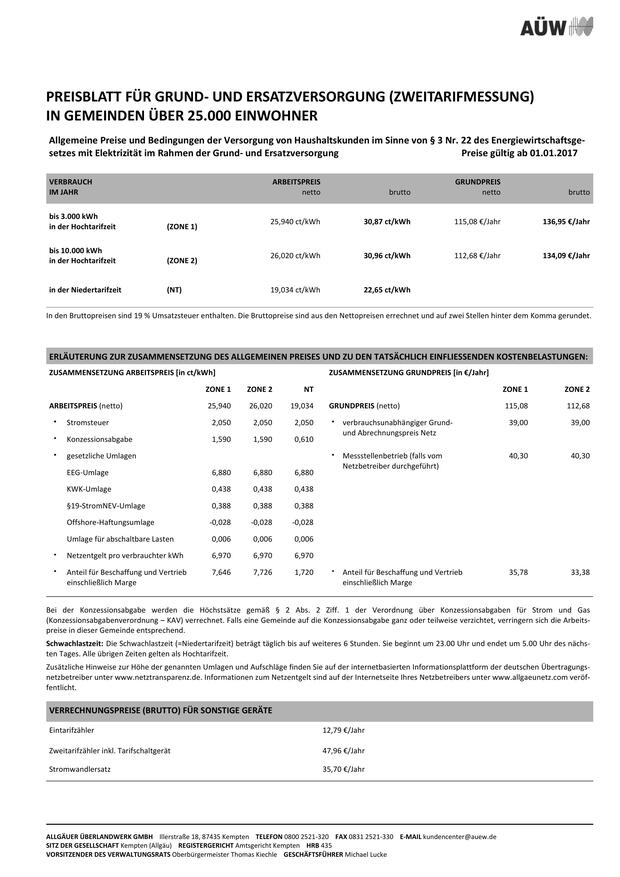 AÜW
PREISBLATT FÜR GRUND- UND ERSATZVERSORGUNG (ZWEITARIFMESSUNG)
IN GEMEINDEN ÜBER 25.000 EINWOHNER
Allgemeine Preise und Bedingungen der Versorgung von Haushaltskunden im Sinne von § 3 Nr. 22 des Energiewirtschaftsge-
setzes mit Elektrizität im Rahmen der Grund- und Ersatzversorgung Preise gültig ab 01.01.2017
VERBRAUCH ARBEITSPREIS GRUNDPREIS
IM JAHR netto brutto netto brutto
bis 3.000 kWh
in der Hochtarifzeit (ZONE 1) 25,940 ct/kWh 30,87 ct/kWh 115,08 €/Jahr 136,95 €/Jahr
bis 10.000 kWh
in der Hochtarifzeit (ZONE 2) 26,020 ct/kWh 30,96 ct/kWh 112,68 €/Jahr 134,09 €/Jahr
in der Niedertarifzeit (NT) 19,034 ct/kWh 22,65 ct/kWh
In den Bruttopreisen sind 19 % Umsatzsteuer enthalten. Die Bruttopreise sind aus den Nettopreisen errechnet und auf zwei Stellen hinter dem Komma gerundet.
ERLÄUTERUNG ZUR ZUSAMMENSETZUNG DES ALLGEMEINEN PREISES UND ZU DEN TATSÄCHLICH EINFLIESSENDEN KOSTENBELASTUNGEN:
ZUSAMMENSETZUNG ARBEITSPREIS [in ct/kWh] ZUSAMMENSETZUNG GRUNDPREIS [in €/Jahr]
ZONE 1 ZONE 2 NT ZONE 1 ZONE 2
ARBEITSPREIS (netto) 25,940 26,020 19,034 GRUNDPREIS (netto) 115,08 112,68
• Stromsteuer 2,050 2,050 2,050 • verbrauchsunabhängiger Grund- 39,00 39,00
und Abrechnungspreis Netz
• Konzessionsabgabe 1,590 1,590 0,610
• gesetzliche Umlagen • Messstellenbetrieb (falls vom 40,30 40,30
Netzbetreiber durchgeführt)
EEG-Umlage 6,880 6,880 6,880
KWK-Umlage 0,438 0,438 0,438
§19-StromNEV-Umlage 0,388 0,388 0,388
Offshore-Haftungsumlage -0,028 -0,028 -0,028
Umlage für abschaltbare Lasten 0,006 0,006 0,006
• Netzentgelt pro verbrauchter kWh 6,970 6,970 6,970
• Anteil für Beschaffung und Vertrieb 7,646 7,726 1,720 • Anteil für Beschaffung und Vertrieb 35,78 33,38
einschließlich Marge einschließlich Marge
Bei der Konzessionsabgabe werden die Höchstsätze gemäß § 2 Abs. 2 Ziff. 1 der Verordnung über Konzessionsabgaben für Strom und Gas
(Konzessionsabgabenverordnung – KAV) verrechnet. Falls eine Gemeinde auf die Konzessionsabgabe ganz oder teilweise verzichtet, verringern sich die Arbeits-
preise in dieser Gemeinde entsprechend.
Schwachlastzeit: Die Schwachlastzeit (=Niedertarifzeit) beträgt täglich bis auf weiteres 6 Stunden. Sie beginnt um 23.00 Uhr und endet um 5.00 Uhr des nächs-
ten Tages. Alle übrigen Zeiten gelten als Hochtarifzeit.
Zusätzliche Hinweise zur Höhe der genannten Umlagen und Aufschläge finden Sie auf der internetbasierten Informationsplattform der deutschen Übertragungs-
netzbetreiber unter www.netztransparenz.de. Informationen zum Netzentgelt sind auf der Internetseite Ihres Netzbetreibers unter www.allgaeunetz.com veröf-
fentlicht.
VERRECHNUNGSPREISE (BRUTTO) FÜR SONSTIGE GERÄTE
Eintarifzähler 12,79 €/Jahr
Zweitarifzähler inkl. Tarifschaltgerät 47,96 €/Jahr
Stromwandlersatz 35,70 €/Jahr
ALLGÄUER ÜBERLANDWERK GMBH Illerstraße 18, 87435 Kempten TELEFON 0800 2521-320 FAX 0831 2521-330 E-MAIL kundencenter@auew.de
SITZ DER GESELLSCHAFT Kempten (Allgäu) REGISTERGERICHT Amtsgericht Kempten HRB 435
VORSITZENDER DES VERWALTUNGSRATS Oberbürgermeister Thomas Kiechle GESCHÄFTSFÜHRER Michael Lucke